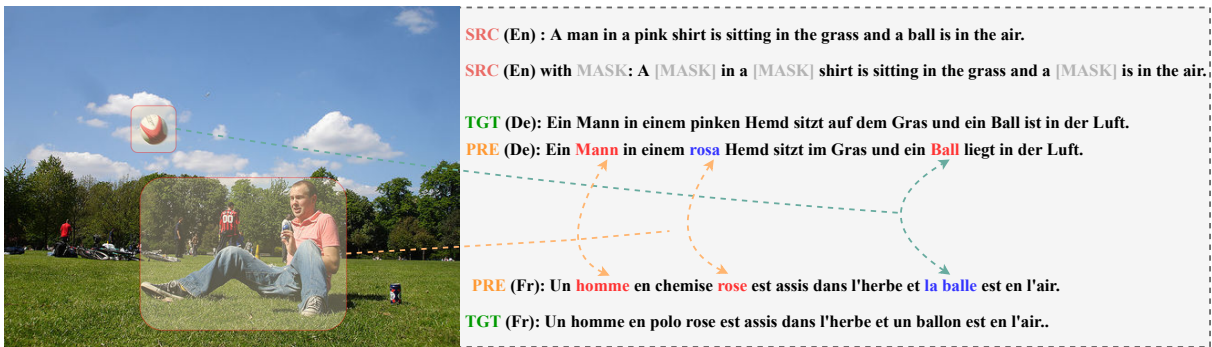 SRC (En) : A man in a pink shirt is sitting in the grass and a ball is in the air.
SRC (En) with MASK: A [MASK] in a [MASK] shirt is sitting in the grass and a [MASK] is in the air.
TGT (De): Ein Mann in einem pinken Hemd sitzt auf dem Gras und ein Ball ist in der Luft.
PRE (De): Ein Mann in einem rosa Hemd sitzt im Gras und ein Ball liegt in der Luft.
00
PRE (Fr): Un homme en chemise rose est assis dans l'herbe et la balle est en l'air.
TGT (Fr): Un homme en polo rose est assis dans l'herbe et un ballon est en l'air..